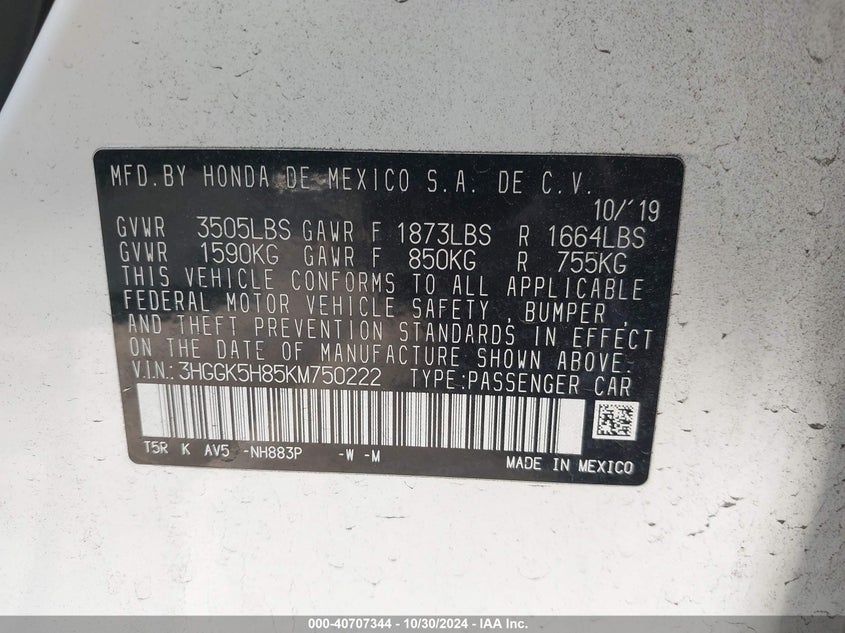 MFD. BY HONDA DE MEXICO S.A. DE C.V.
10/'19
GVWR 3505LBS GAWR F 1873LBS R 1664LBS
GVWR 1590KG GAWR F 850KG R 755KG
THIS VEHICLE CONFORMS TO ALL APPLICABLE
FEDERAL MOTOR VEHICLE SAFETY , BUMPER ,
AND THEFT PREVENTION STANDARDS IN EFFECT
ON THE DATE OF MANUFACTURE SHOWN ABOVE.
V.I.N.: 3HGGK5H85KM750222 TYPE:PASSENGER CAR
T5R K AV5 -NH883P -W -M
MADE IN MEXICO
000-40707344 - 10/30/2024 - IAA Inc.